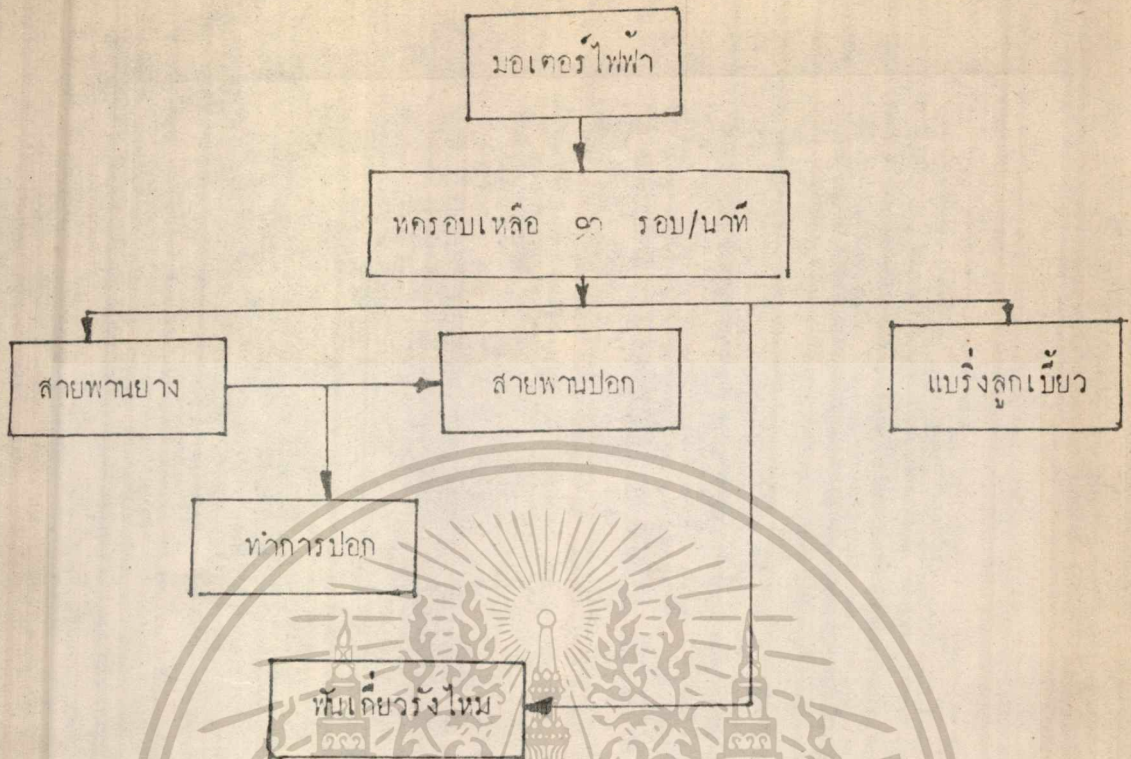 มอเตอร์ไฟฟ้า
ทดรอบเหลือ ๑๐ รอบ/นาที
สายพานยาง
สายพานปอก
แบริ่งลูกเบี้ยว
ทำการปอก
ฟันเกี่ยวรังไหม